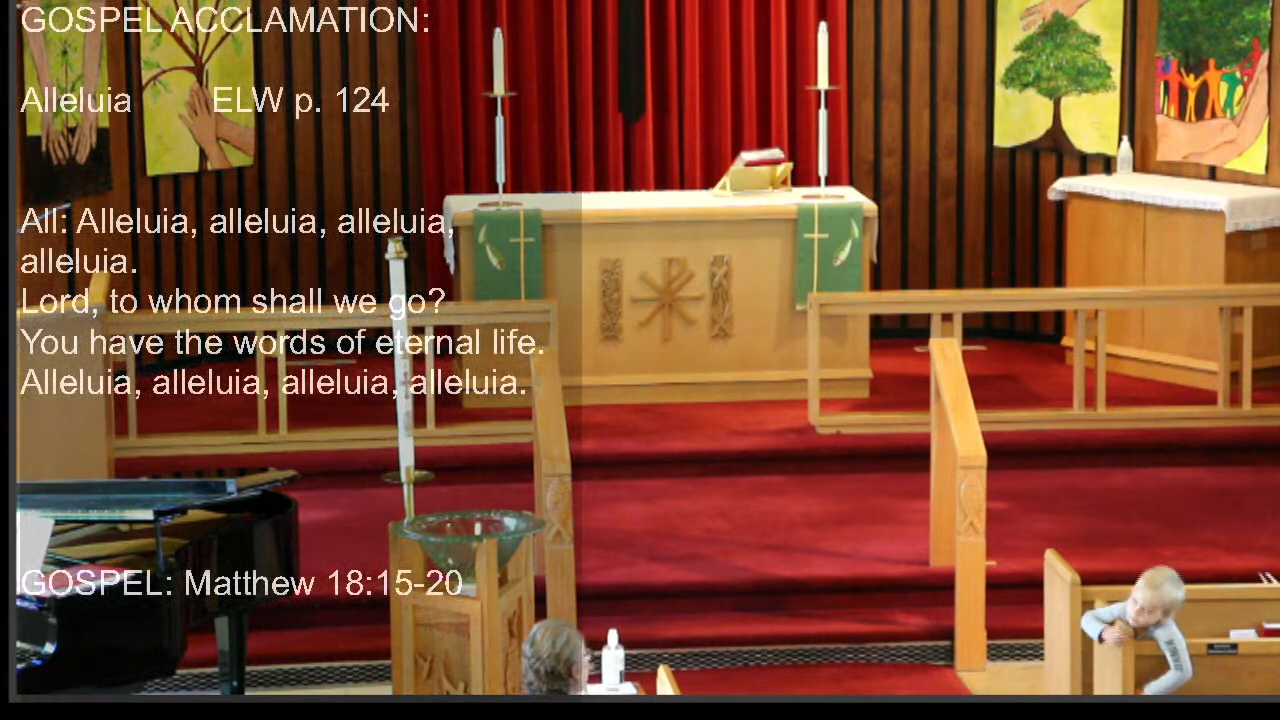 GOSPEL ACCLAMATION:
Alleluia ELW p. 124
All: Alleluia, alleluia, alleluia,
alleluia.
Lord, to whom shall we go?
You have the words of eternal life.
Alleluia, alleluia, alleluia, alleluia.
GOSPEL: Matthew 18:15-20